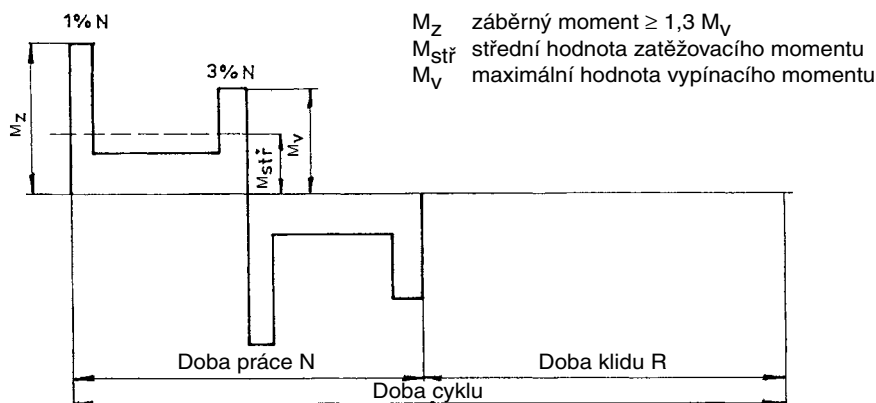 1% N
M_Z záběrný moment ≥ 1,3 M_V
M_stř střední hodnota zatěžovacího momentu
M_V maximální hodnota vypínacího momentu
3% N
M_Z
M_stř
M_V
Doba práce N
Doba klidu R
Doba cyklu